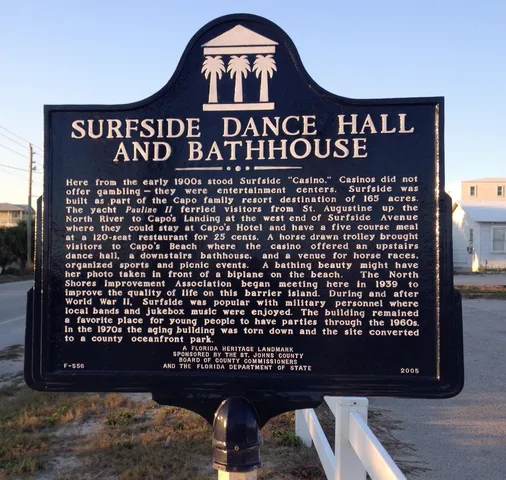 SURFSIDE DANCE HALL
AND BATHHOUSE
Here from the early 1900s stood Surfside "Casino." Casinos did not
offer gambling — they were entertainment centers. Surfside was
built as part of the Capo family resort destination of 165 acres.
The yacht Pauline II ferried visitors from St. Augustine up the
North River to Capo's Landing at the west end of Surfside Avenue
where they could stay at Capo's Hotel and have a five course meal
at a 120-seat restaurant for 25 cents. A horse drawn trolley brought
visitors to Capo's Beach where the casino offered an upstairs
dance hall, a downstairs bathhouse, and a venue for horse races,
organized sports and picnic events. A bathing beauty might have
her photo taken in front of a biplane on the beach. The North
Shores Improvement Association began meeting here in 1939 to
improve the quality of life on this barrier island. During and after
World War II, Surfside was popular with military personnel where
local bands and jukebox music were enjoyed. The building remained
a favorite place for young people to have parties through the 1960s.
In the 1970s the aging building was torn down and the site converted
to a county oceanfront park.
A FLORIDA HERITAGE LANDMARK
SPONSORED BY THE ST. JOHNS COUNTY
BOARD OF COUNTY COMMISSIONERS
AND THE FLORIDA DEPARTMENT OF STATE
F-556
2005